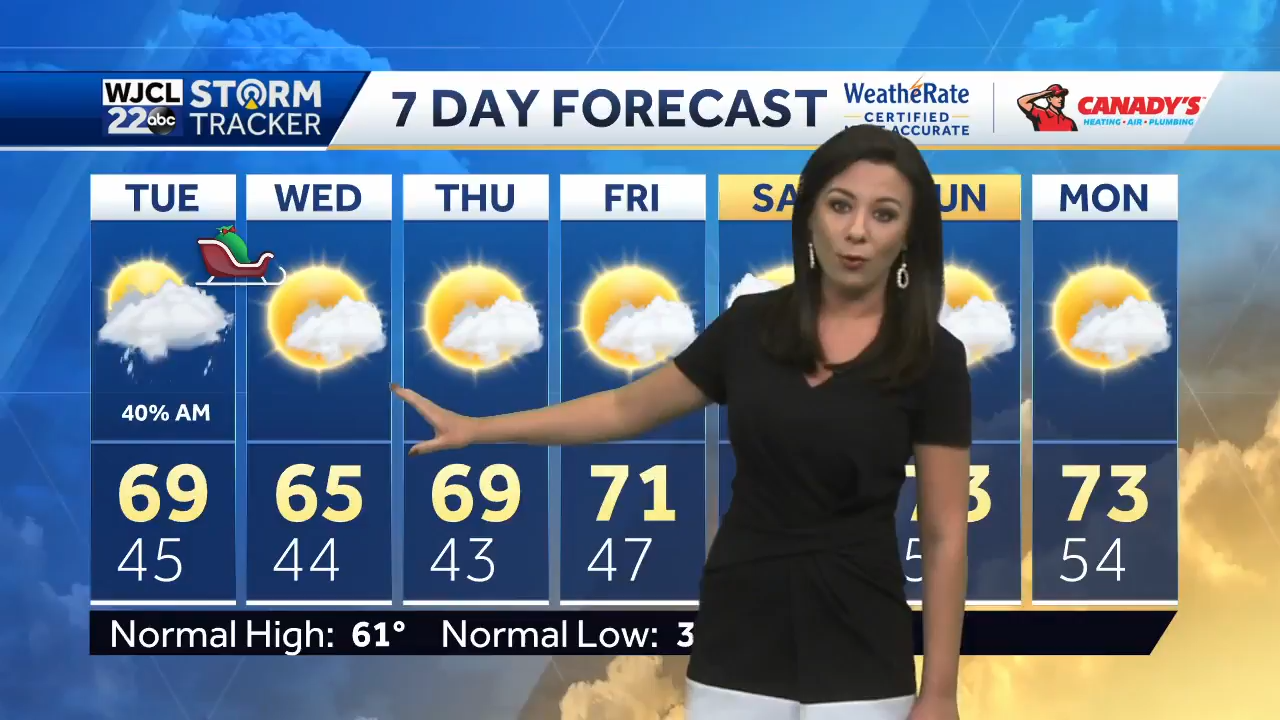 WJCL
22 abc
STORM
TRACKER
7 DAY FORECAST
WeatheRate
CERTIFIED
ACCURATE
CANADY'S
HEATING • AIR • PLUMBING
TUE WED THU FRI MON
40% AM
69 65 69 71 73
45 44 43 47 54
Normal High: 61° Normal Low: